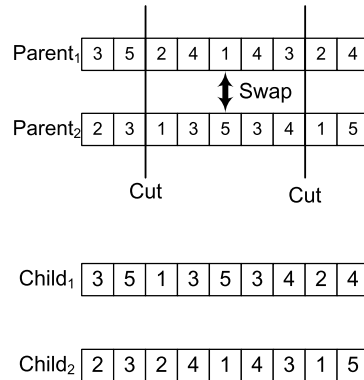 Parent1 3 5 2 4 1 4 3 2 4
Swap
Parent2 2 3 1 3 5 3 4 1 5
Cut Cut
Child1 3 5 1 3 5 3 4 2 4
Child2 2 3 2 4 1 4 3 1 5